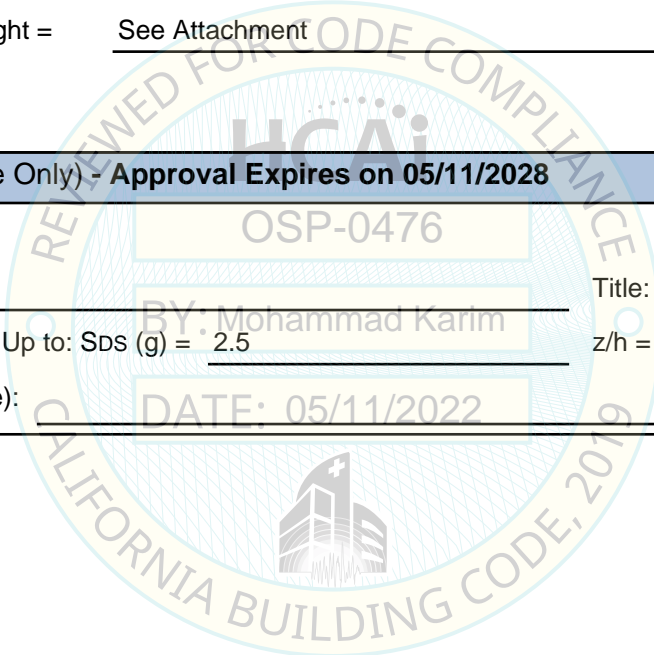 ght = See Attachment
REVIEWED FOR CODE COMPLIANCE
HCAi
e Only) - Approval Expires on 05/11/2028
OSP-0476
Title:
BY: Mohammad Karim
Up to: SDS (g) = 2.5 z/h =
e):
DATE: 05/11/2022
CALIFORNIA BUILDING CODE, 2019